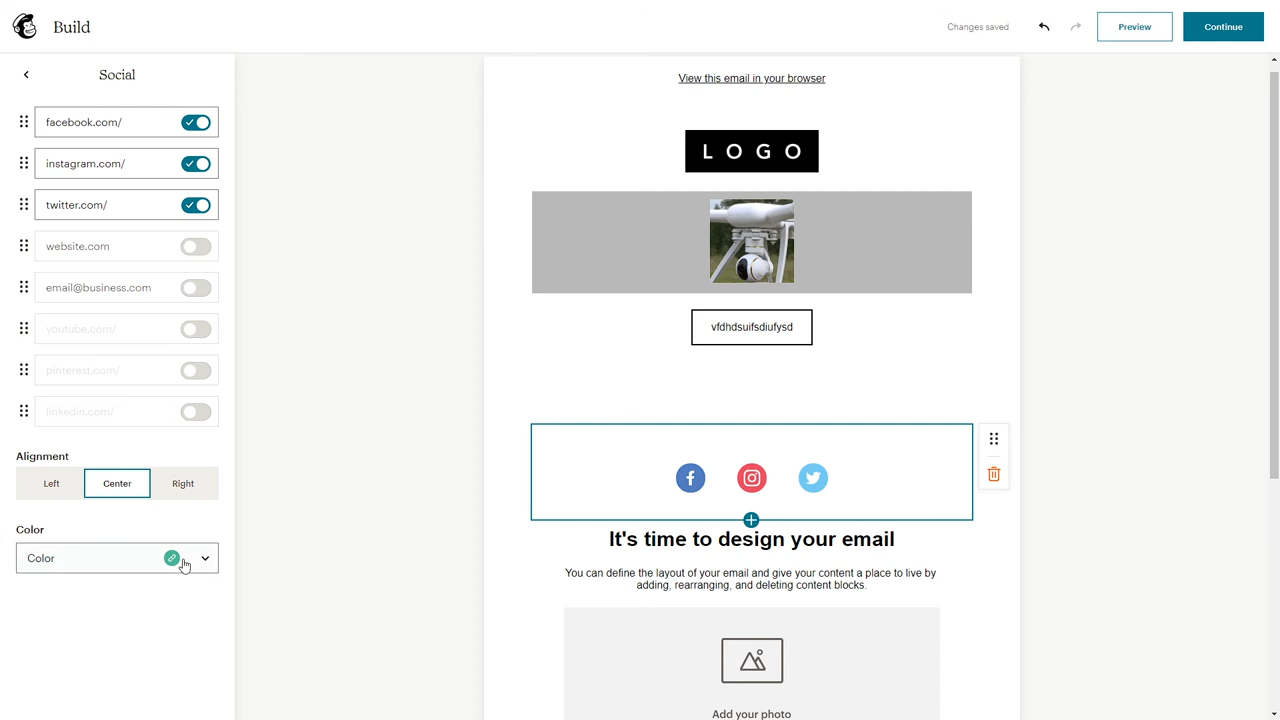 Build
Changes saved
Preview
Continue
Social
facebook.com/
instagram.com/
twitter.com/
website.com
email@business.com
youtube.com/
pinterest.com/
linkedin.com/
Alignment
Left
Center
Right
Color
Color
View this email in your browser
LOGO
vfdhdsuifsdiufysd
It's time to design your email
You can define the layout of your email and give your content a place to live by
adding, rearranging, and deleting content blocks.
Add your photo